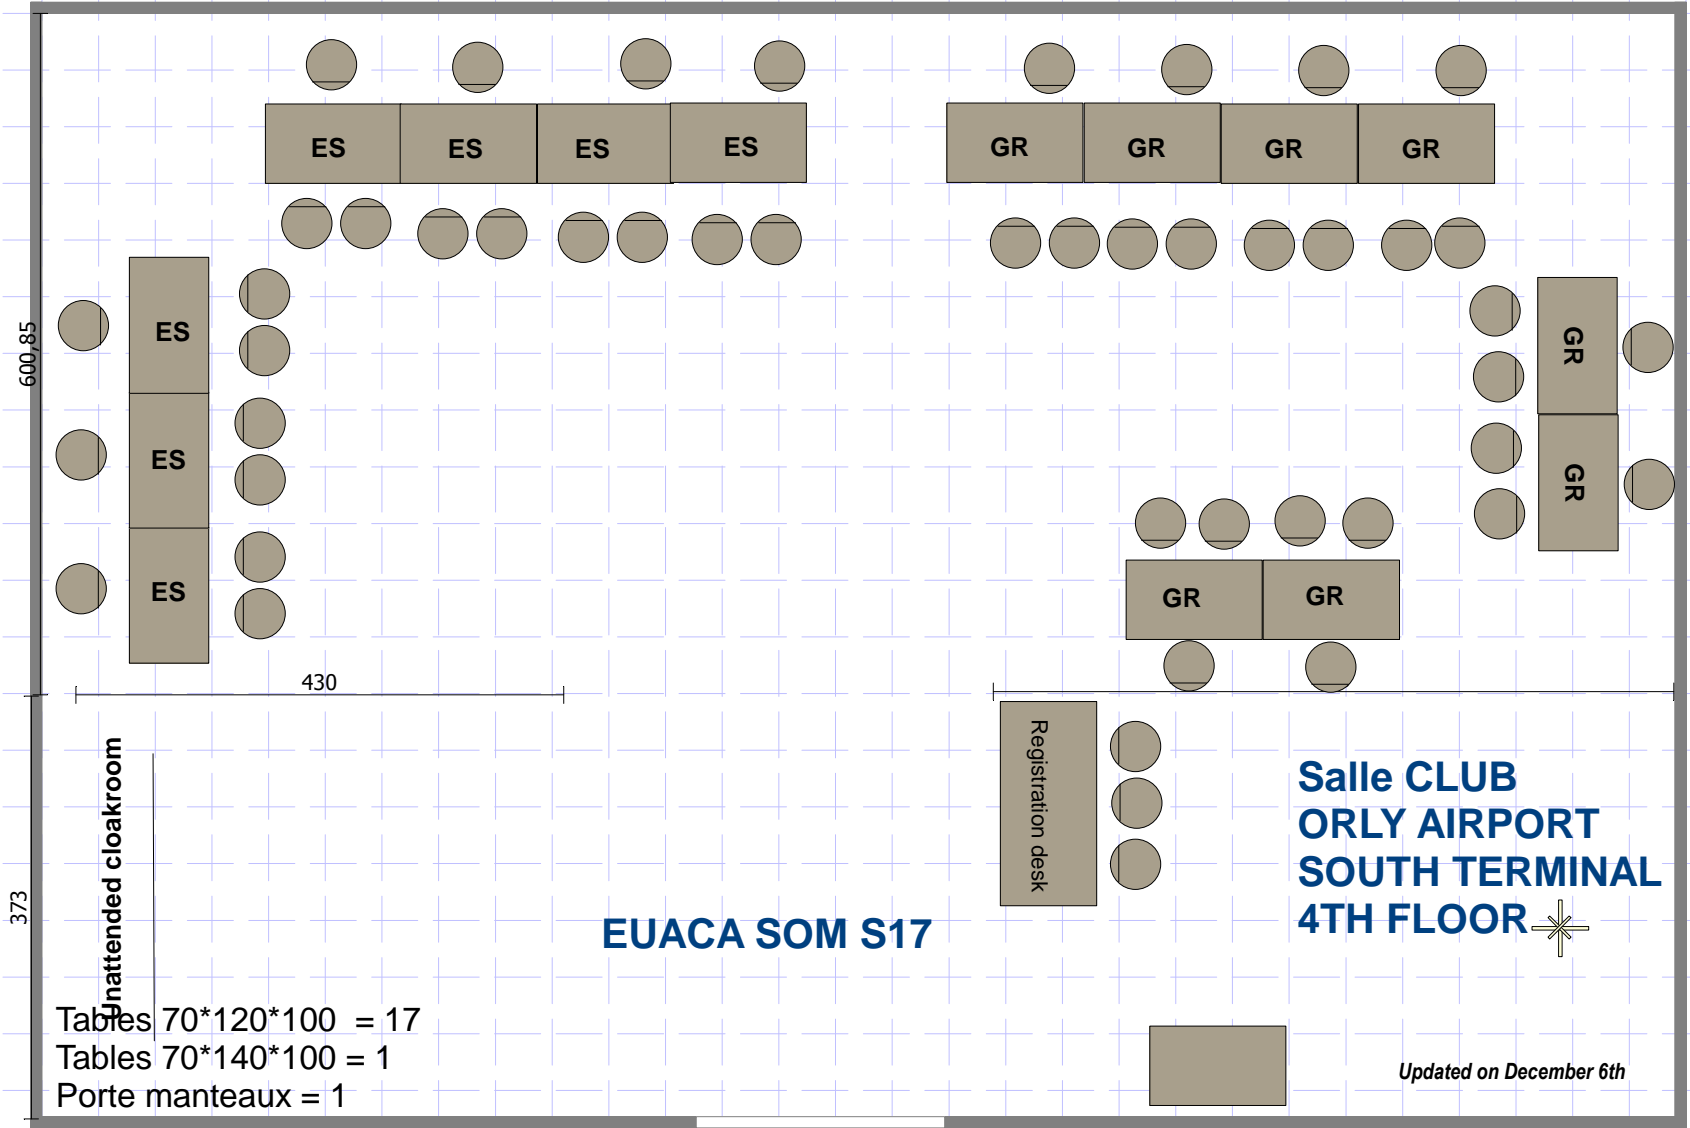 ES ES ES ES GR GR GR GR
ES
ES
ES
GR
GR
GR GR
600,85
430
Registration desk
Unattended cloakroom
373
Salle CLUB
ORLY AIRPORT
SOUTH TERMINAL
4TH FLOOR
EUACA SOM S17
Tables 70*120*100 = 17
Tables 70*140*100 = 1
Porte manteaux = 1
Updated on December 6th